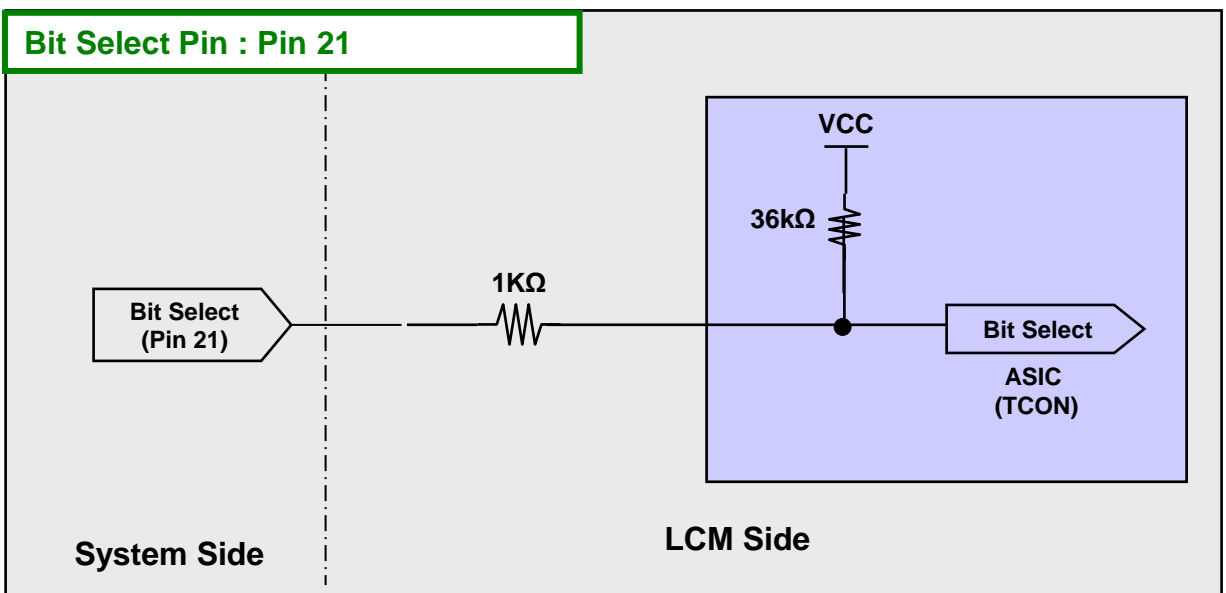 Bit Select Pin : Pin 21
VCC
36kΩ
1KΩ
Bit Select
(Pin 21)
Bit Select
ASIC
(TCON)
System Side
LCM Side